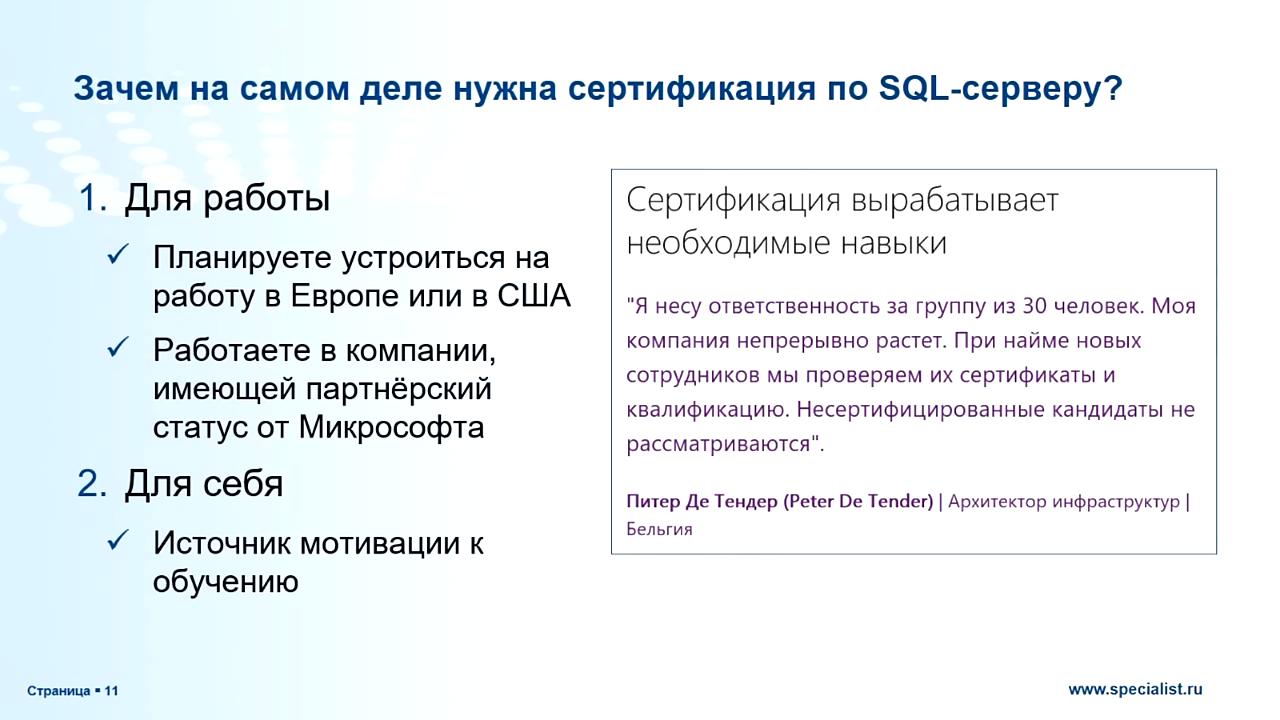 Зачем на самом деле нужна сертификация по SQL-серверу?
1. Для работы
✓ Планируете устроиться на
работу в Европе или в США
✓ Работаете в компании,
имеющей партнёрский
статус от Микрософта
2. Для себя
✓ Источник мотивации к
обучению
Сертификация вырабатывает
необходимые навыки
"Я несу ответственность за группу из 30 человек. Моя
компания непрерывно растет. При найме новых
сотрудников мы проверяем их сертификаты и
квалификацию. Несертифицированные кандидаты не
рассматриваются".
Питер Де Тендер (Peter De Tender) | Архитектор инфраструктур |
Бельгия
Страница ▪ 11
www.specialist.ru